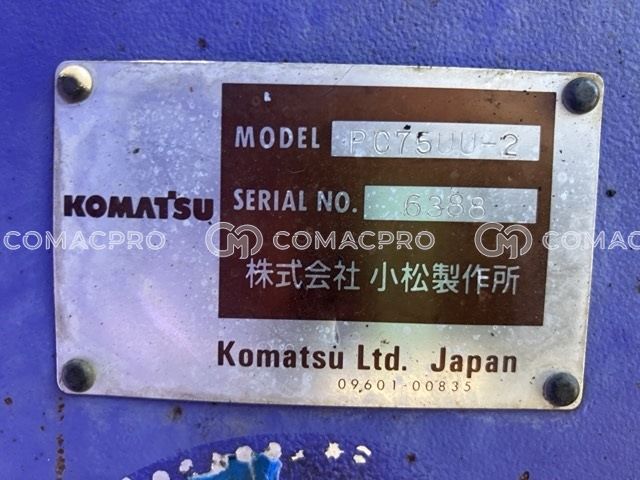 MODEL PC75UU-2
KOMATSU SERIAL NO. 6388
COMACPRO COMACPRO COMACPRO
株式会社 小松製作所
Komatsu Ltd. Japan
09601-00835